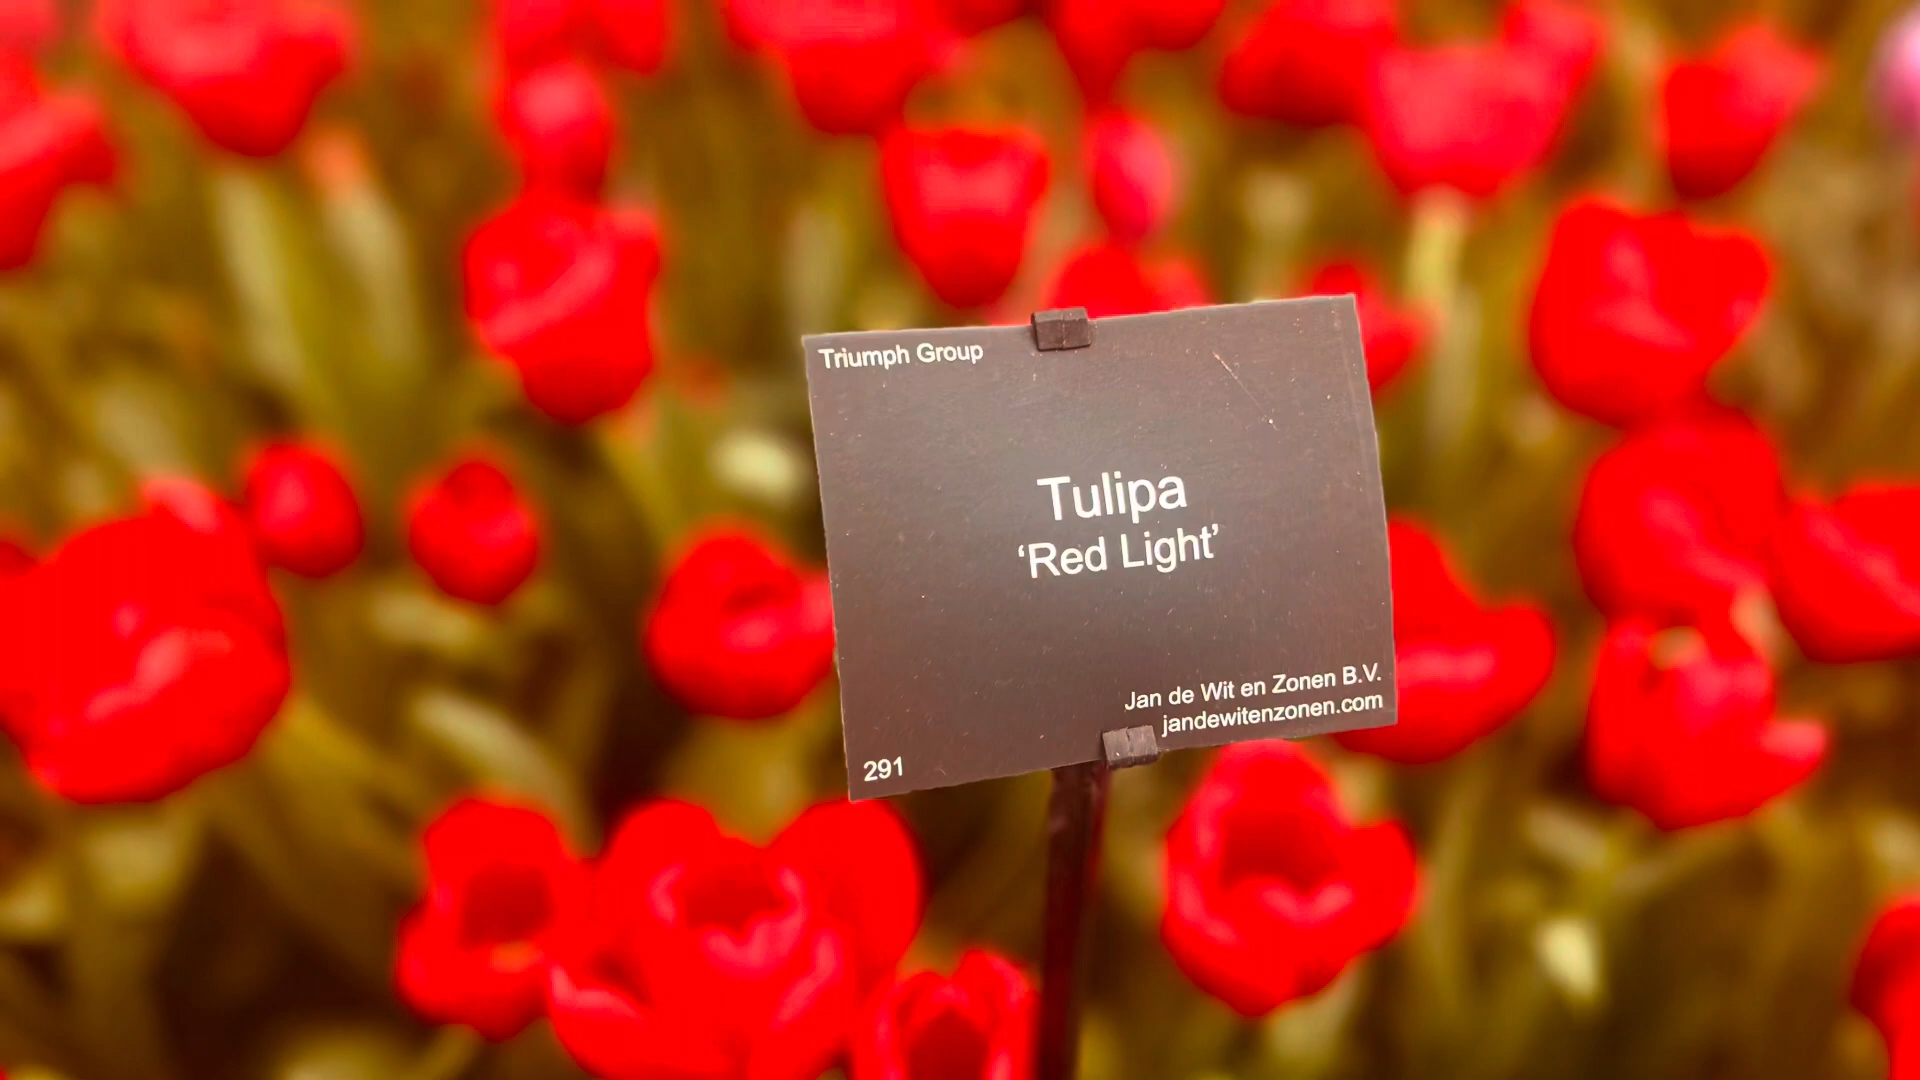 Triumph Group
Tulipa
‘Red Light’
Jan de Wit en Zonen B.V.
jandewitenzonen.com
291